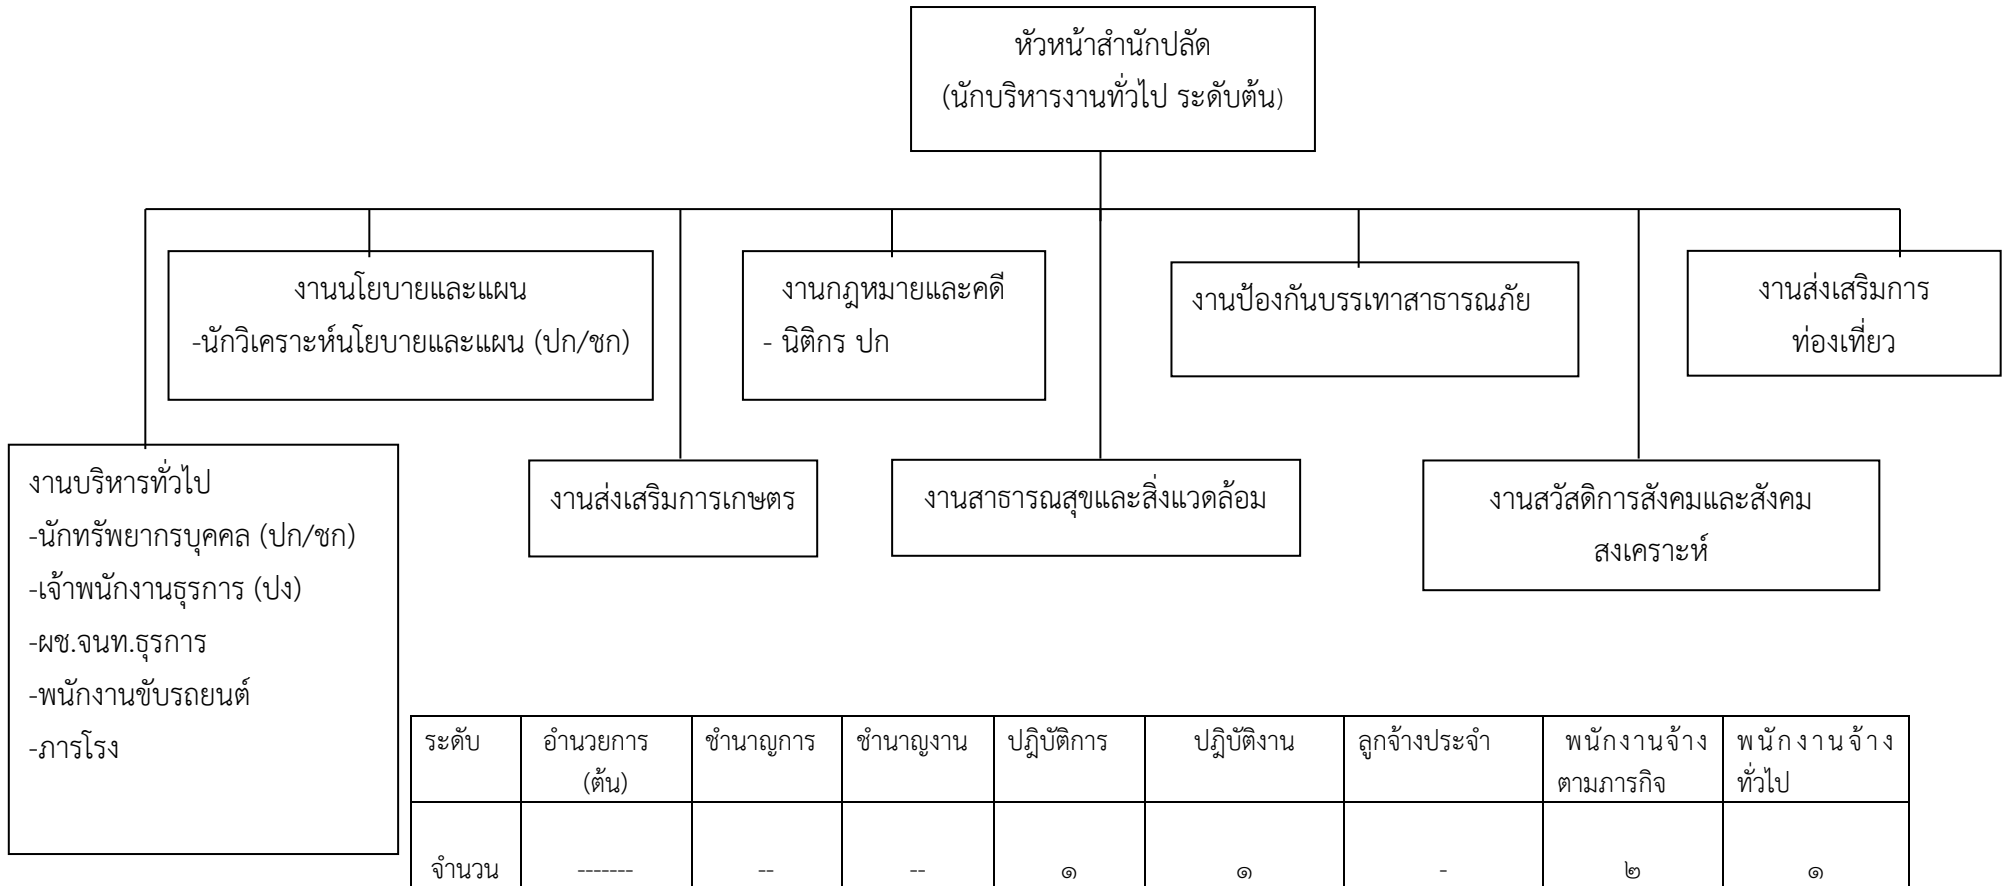 หัวหน้าสำนักปลัด
(นักบริหารงานทั่วไป ระดับต้น)
งานนโยบายและแผน
-นักวิเคราะห์นโยบายและแผน (ปก/ชก)
งานกฎหมายและคดี
- นิติกร ปก
งานป้องกันบรรเทาสาธารณภัย
งานส่งเสริมการ
ท่องเที่ยว
งานบริหารทั่วไป
-นักทรัพยากรบุคคล (ปก/ชก)
-เจ้าพนักงานธุรการ (ปง)
-ผช.จนท.ธุรการ
-พนักงานขับรถยนต์
-ภารโรง
งานส่งเสริมการเกษตร
งานสาธารณสุขและสิ่งแวดล้อม
งานสวัสดิการสังคมและสังคม
สงเคราะห์
ระดับ อำนวยการ ชำนาญการ ชำนาญงาน ปฎิบัติการ ปฎิบัติงาน ลูกจ้างประจำ พนักงานจ้าง พนักงานจ้าง
(ต้น) ตามภารกิจ ทั่วไป
จำนวน ------- -- -- ๑ ๑ - ๒ ๑